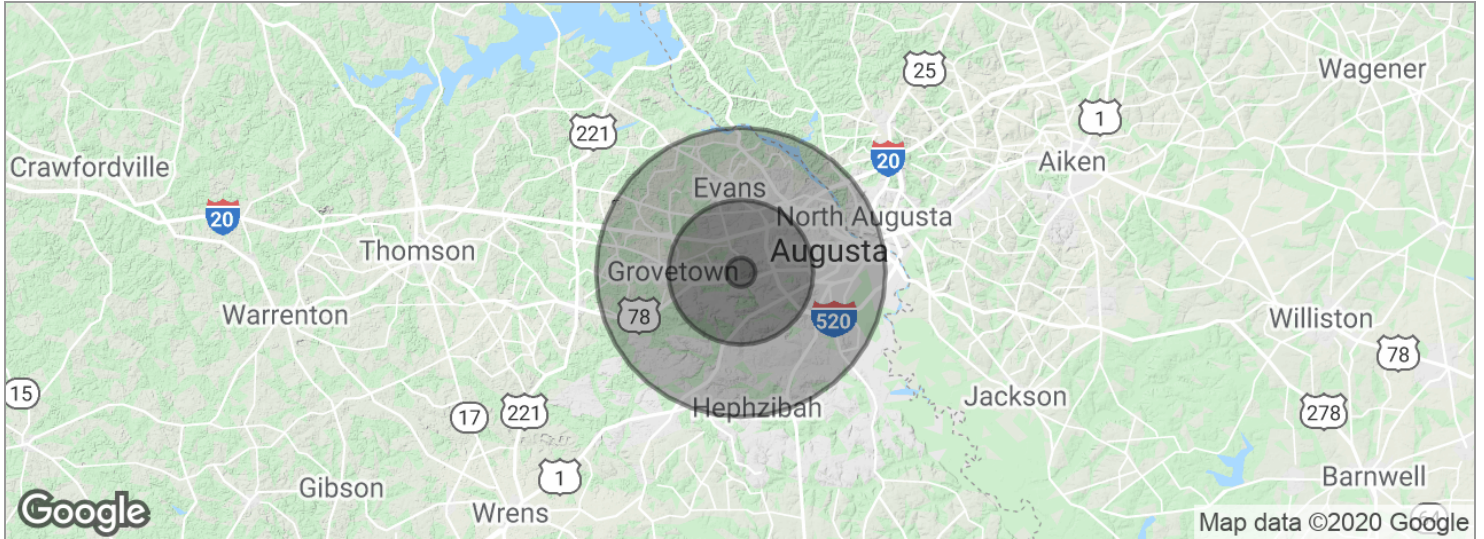 25
Wagener
221
1
Crawfordville
20
Aiken
Evans
20
North Augusta
Thomson
Augusta
Grovetown
Warrenton
78
520
Williston
78
15
17
221
Hephzibah
Jackson
278
1
Gibson
Barnwell
Google
Wrens
64
Map data ©2020 Google